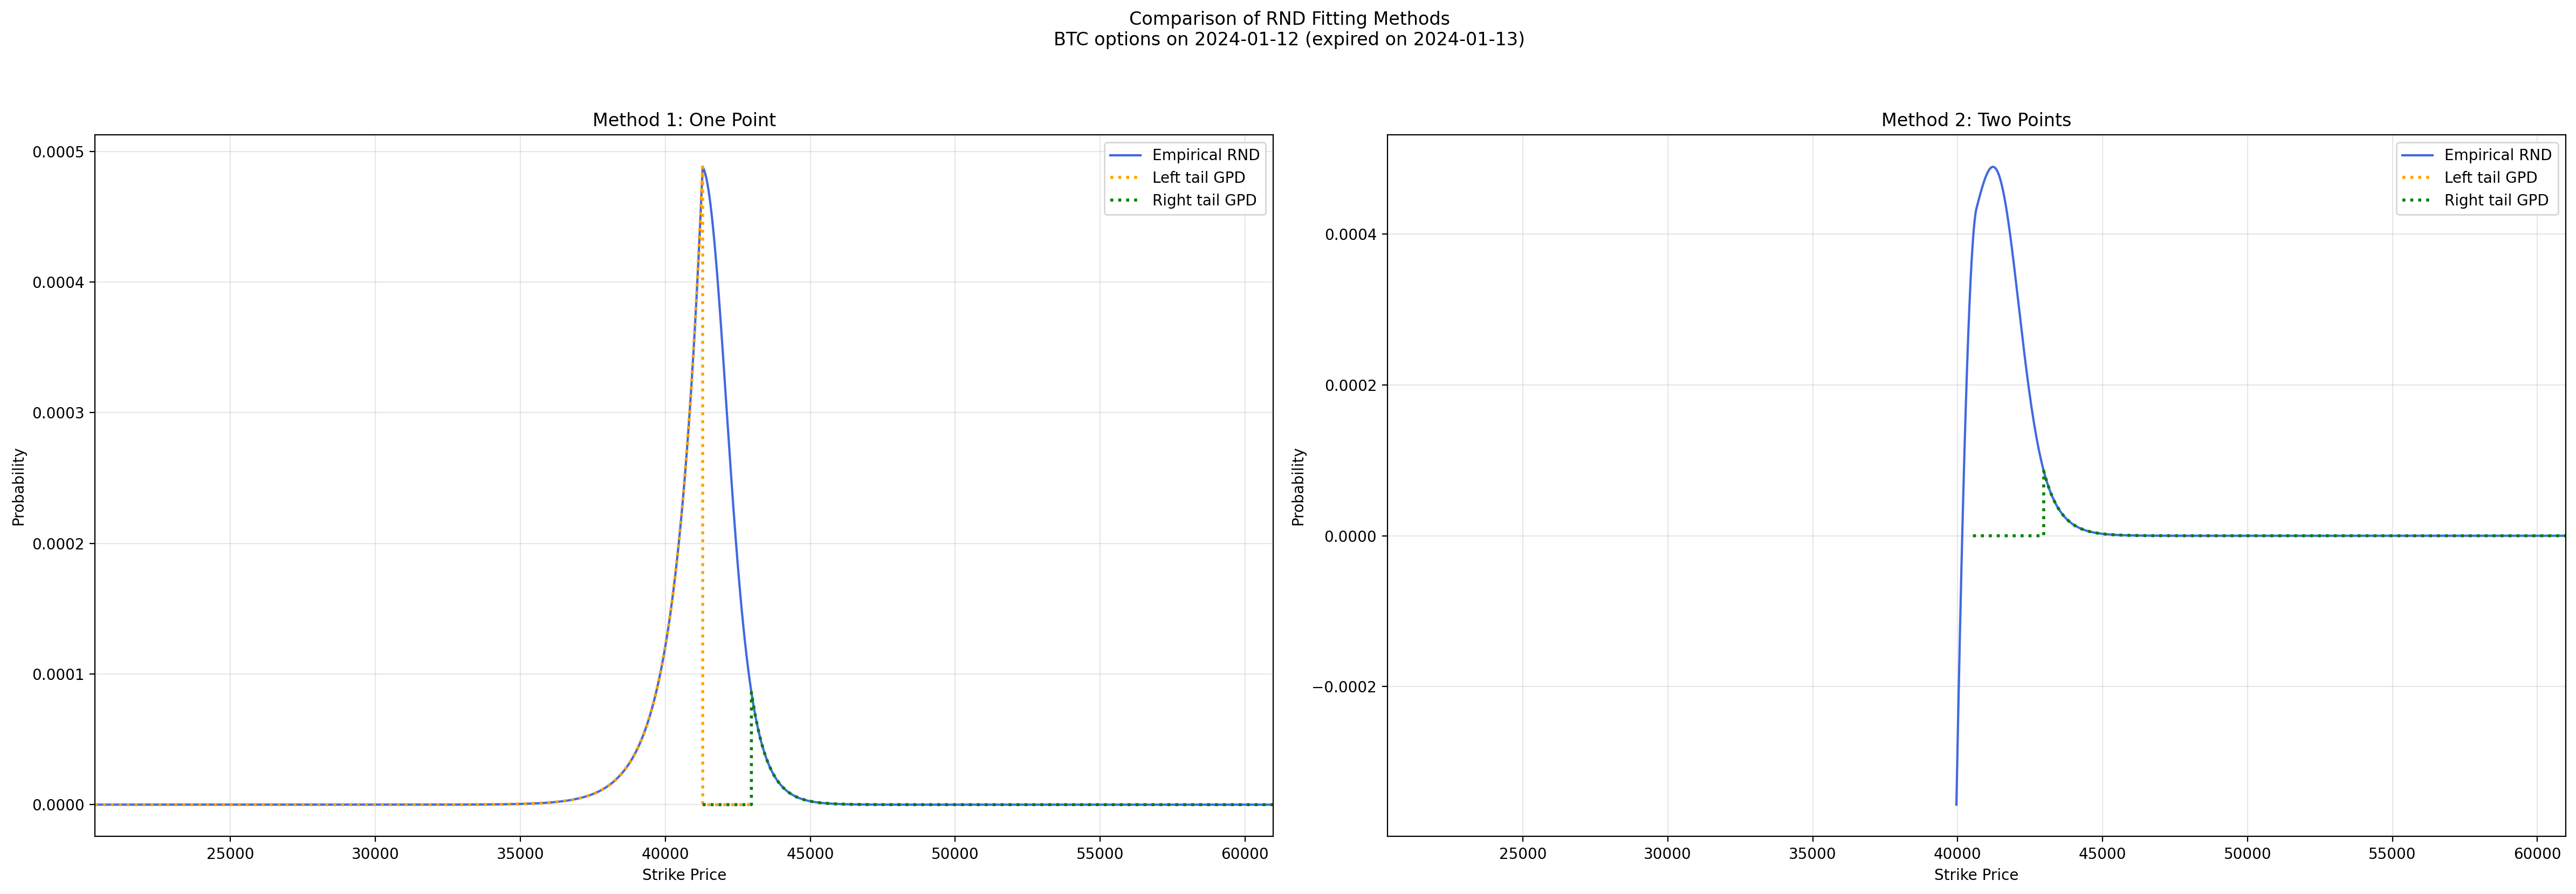 Comparison of RND Fitting Methods
BTC options on 2024-01-12 (expired on 2024-01-13)
Method 1: One Point
Probability
0.0005
0.0004
0.0003
0.0002
0.0001
0.0000
Empirical RND
Left tail GPD
Right tail GPD
25000 30000 35000 40000 45000 50000 55000 60000
Strike Price
Method 2: Two Points
Probability
0.0004
0.0002
0.0000
−0.0002
Empirical RND
Left tail GPD
Right tail GPD
25000 30000 35000 40000 45000 50000 55000 60000
Strike Price